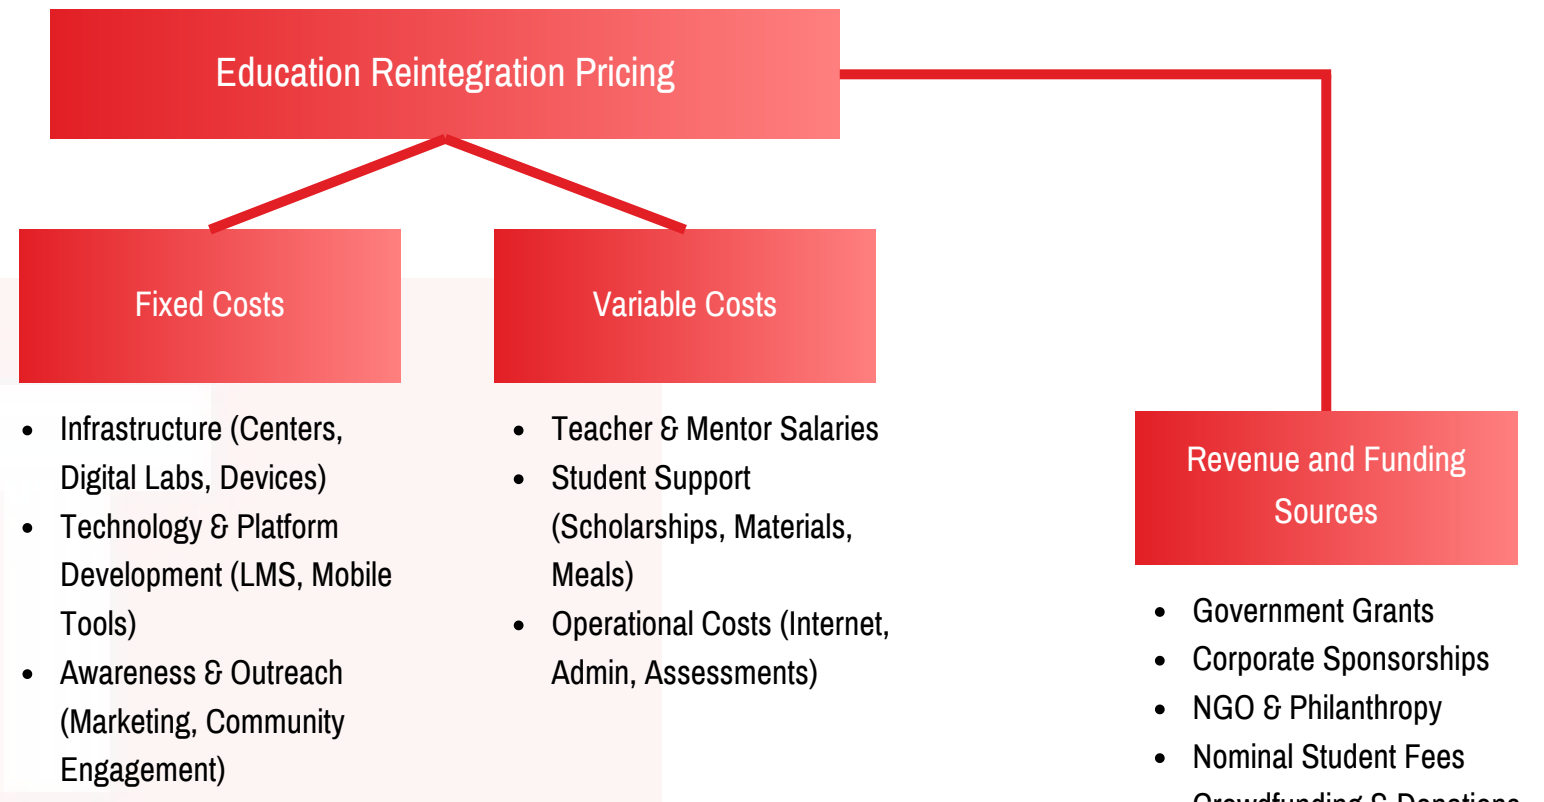 Education Reintegration Pricing
Fixed Costs
• Infrastructure (Centers,
Digital Labs, Devices)
• Technology & Platform
Development (LMS, Mobile
Tools)
• Awareness & Outreach
(Marketing, Community
Engagement)
Variable Costs
• Teacher & Mentor Salaries
• Student Support
(Scholarships, Materials,
Meals)
• Operational Costs (Internet,
Admin, Assessments)
Revenue and Funding
Sources
• Government Grants
• Corporate Sponsorships
• NGO & Philanthropy
• Nominal Student Fees
Crowdfunding & Donations